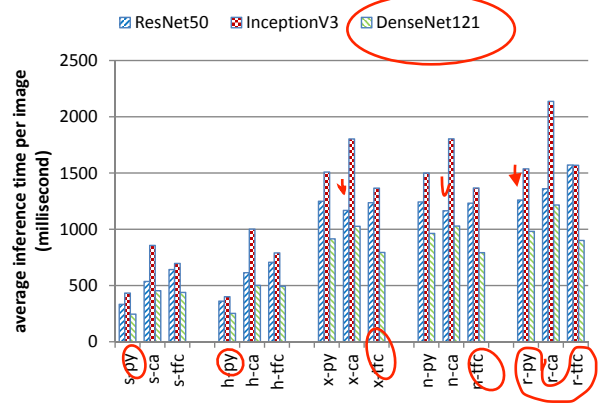 ResNet50 InceptionV3 DenseNet121
average inference time per image
(millisecond)
2500
2000
1500
1000
500
0
s-py s-ca s-tfc h-py h-ca h-tfc x-py x-ca x-tfc n-py n-ca n-tfc r-py r-ca r-tfc